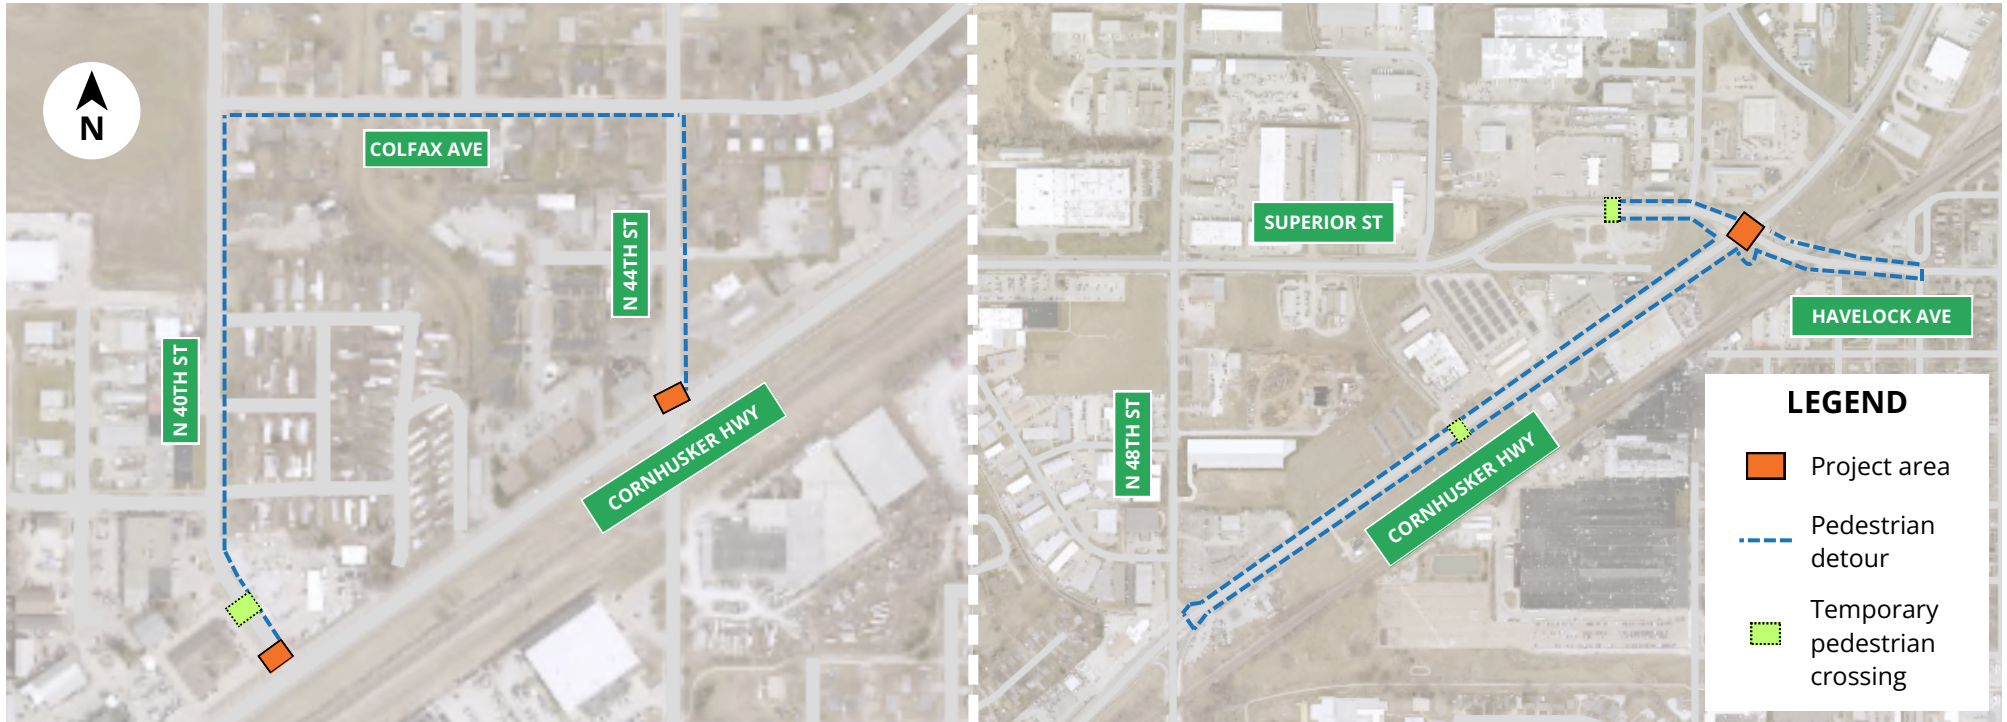 N
COLFAX AVE
N 44TH ST
N 40TH ST
CORNHUSKER HWY
SUPERIOR ST
HAVELOCK AVE
N 48TH ST
CORNHUSKER HWY
LEGEND
Project area
Pedestrian
detour
Temporary
pedestrian
crossing